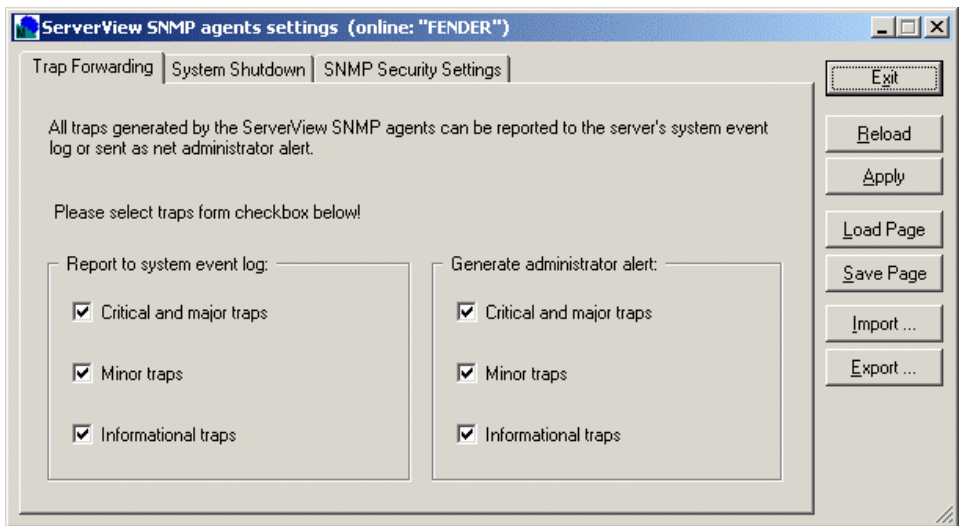 ServerView SNMP agents settings (online: "FENDER")
Trap Forwarding
System Shutdown
SNMP Security Settings
All traps generated by the ServerView SNMP agents can be reported to the server's system event
log or sent as net administrator alert.
Please select traps form checkbox below!
Report to system event log:
Critical and major traps
Minor traps
Informational traps
Generate administrator alert:
Critical and major traps
Minor traps
Informational traps
Exit
Reload
Apply
Load Page
Save Page
Import ...
Export ...